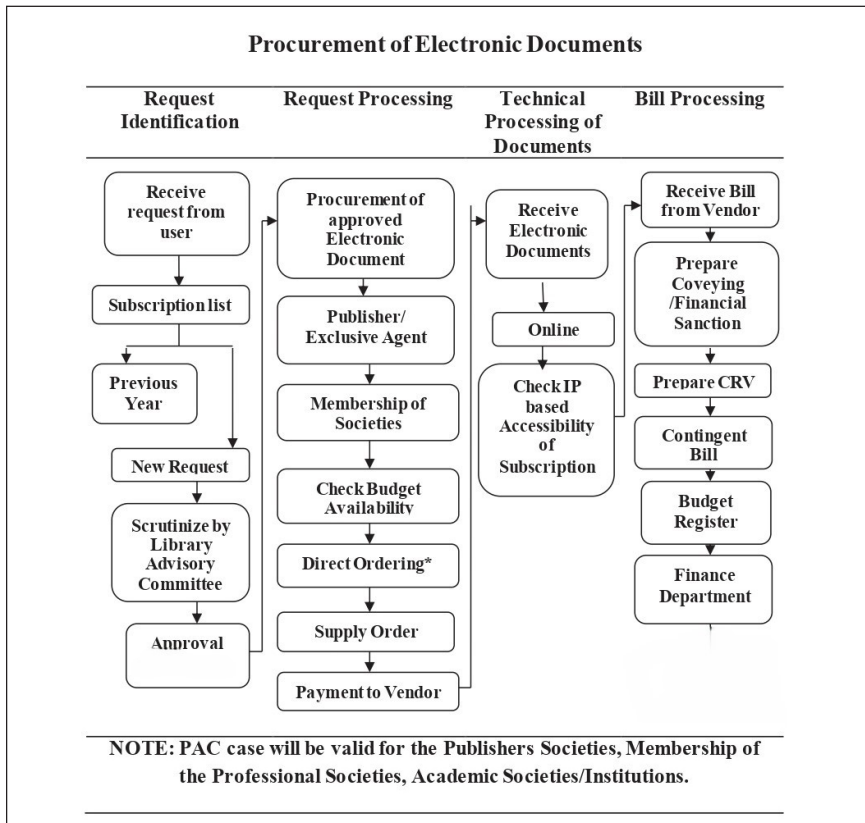 Procurement of Electronic Documents
Request
Identification
Request Processing
Technical
Processing of
Documents
Bill Processing
Receive
request from
user
Subscription list
Previous
Year
New Request
Scrutinize by
Library
Advisory
Committee
Approval
Procurement of
approved
Electronic
Document
Publisher/
Exclusive Agent
Membership of
Societies
Check Budget
Availability
Direct Ordering*
Supply Order
Payment to Vendor
Receive
Electronic
Documents
Online
Check IP
based
Accessibility
of
Subscription
Receive Bill
from Vendor
Prepare
Coveying
/Financial
Sanction
Prepare CRV
Contingent
Bill
Budget
Register
Finance
Department
NOTE: PAC case will be valid for the Publishers Societies, Membership of
the Professional Societies, Academic Societies/Institutions.